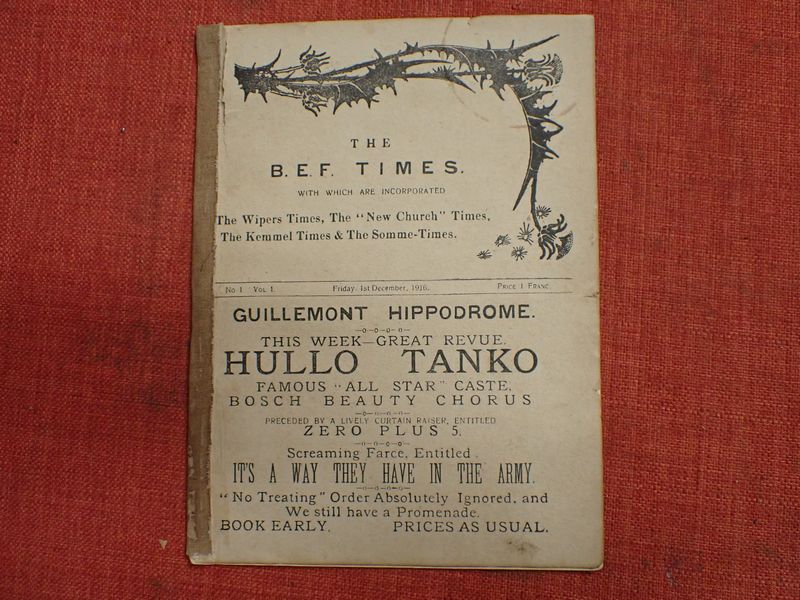 THE
B.E.F. TIMES.
WITH WHICH ARE INCORPORATED
The Wipers Times, The "New Church" Times,
The Kemmel Times & The Somme-Times.
No 1 Vol 1. Friday 1st December, 1916. Price 1 Franc.
GUILLEMONT HIPPODROME.
—o—o—o—o—
THIS WEEK—GREAT REVUE.
HULLO TANKO
FAMOUS "ALL STAR" CASTE.
BOSCH BEAUTY CHORUS
—o—o—o—o—
PRECEDED BY A LIVELY CURTAIN RAISER, ENTITLED
ZERO PLUS 5.
—o—o—o—o—
Screaming Farce, Entitled.
IT'S A WAY THEY HAVE IN THE ARMY.
—o—o—o—o—
"No Treating" Order Absolutely Ignored, and
We still have a Promenade.
BOOK EARLY. PRICES AS USUAL.